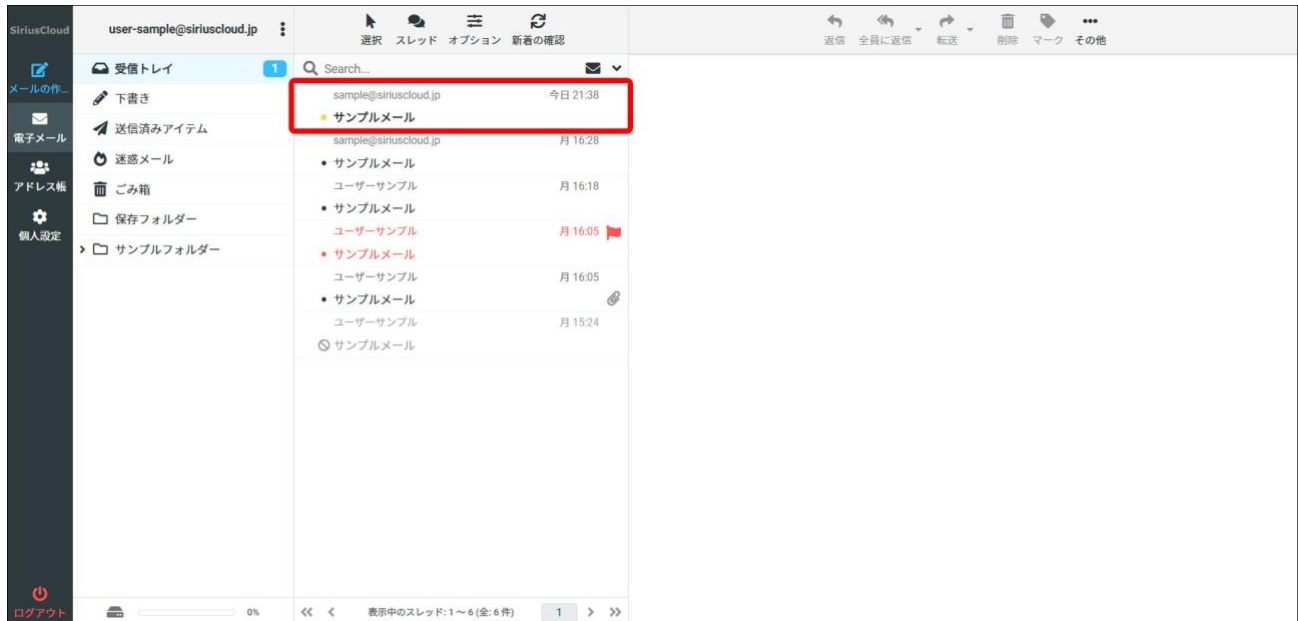 SiriusCloud
メールの作...
電子メール
アドレス帳
個人設定
ログアウト
user-sample@siriuscloud.jp
受信トレイ 1
下書き
送信済みアイテム
迷惑メール
ごみ箱
保存フォルダー
サンプルフォルダー
0%
選択 スレッド オプション 新着の確認
Search...
sample@siriuscloud.jp 今日 21:38
サンプルメール
sample@siriuscloud.jp 月 16:28
サンプルメール
ユーザーサンプル 月 16:18
サンプルメール
ユーザーサンプル 月 16:05
サンプルメール
ユーザーサンプル 月 16:05
サンプルメール
ユーザーサンプル 月 15:24
サンプルメール
表示中のスレッド: 1 ~ 6 (全: 6 件) 1
返信 全員に返信 転送 削除 マーク その他